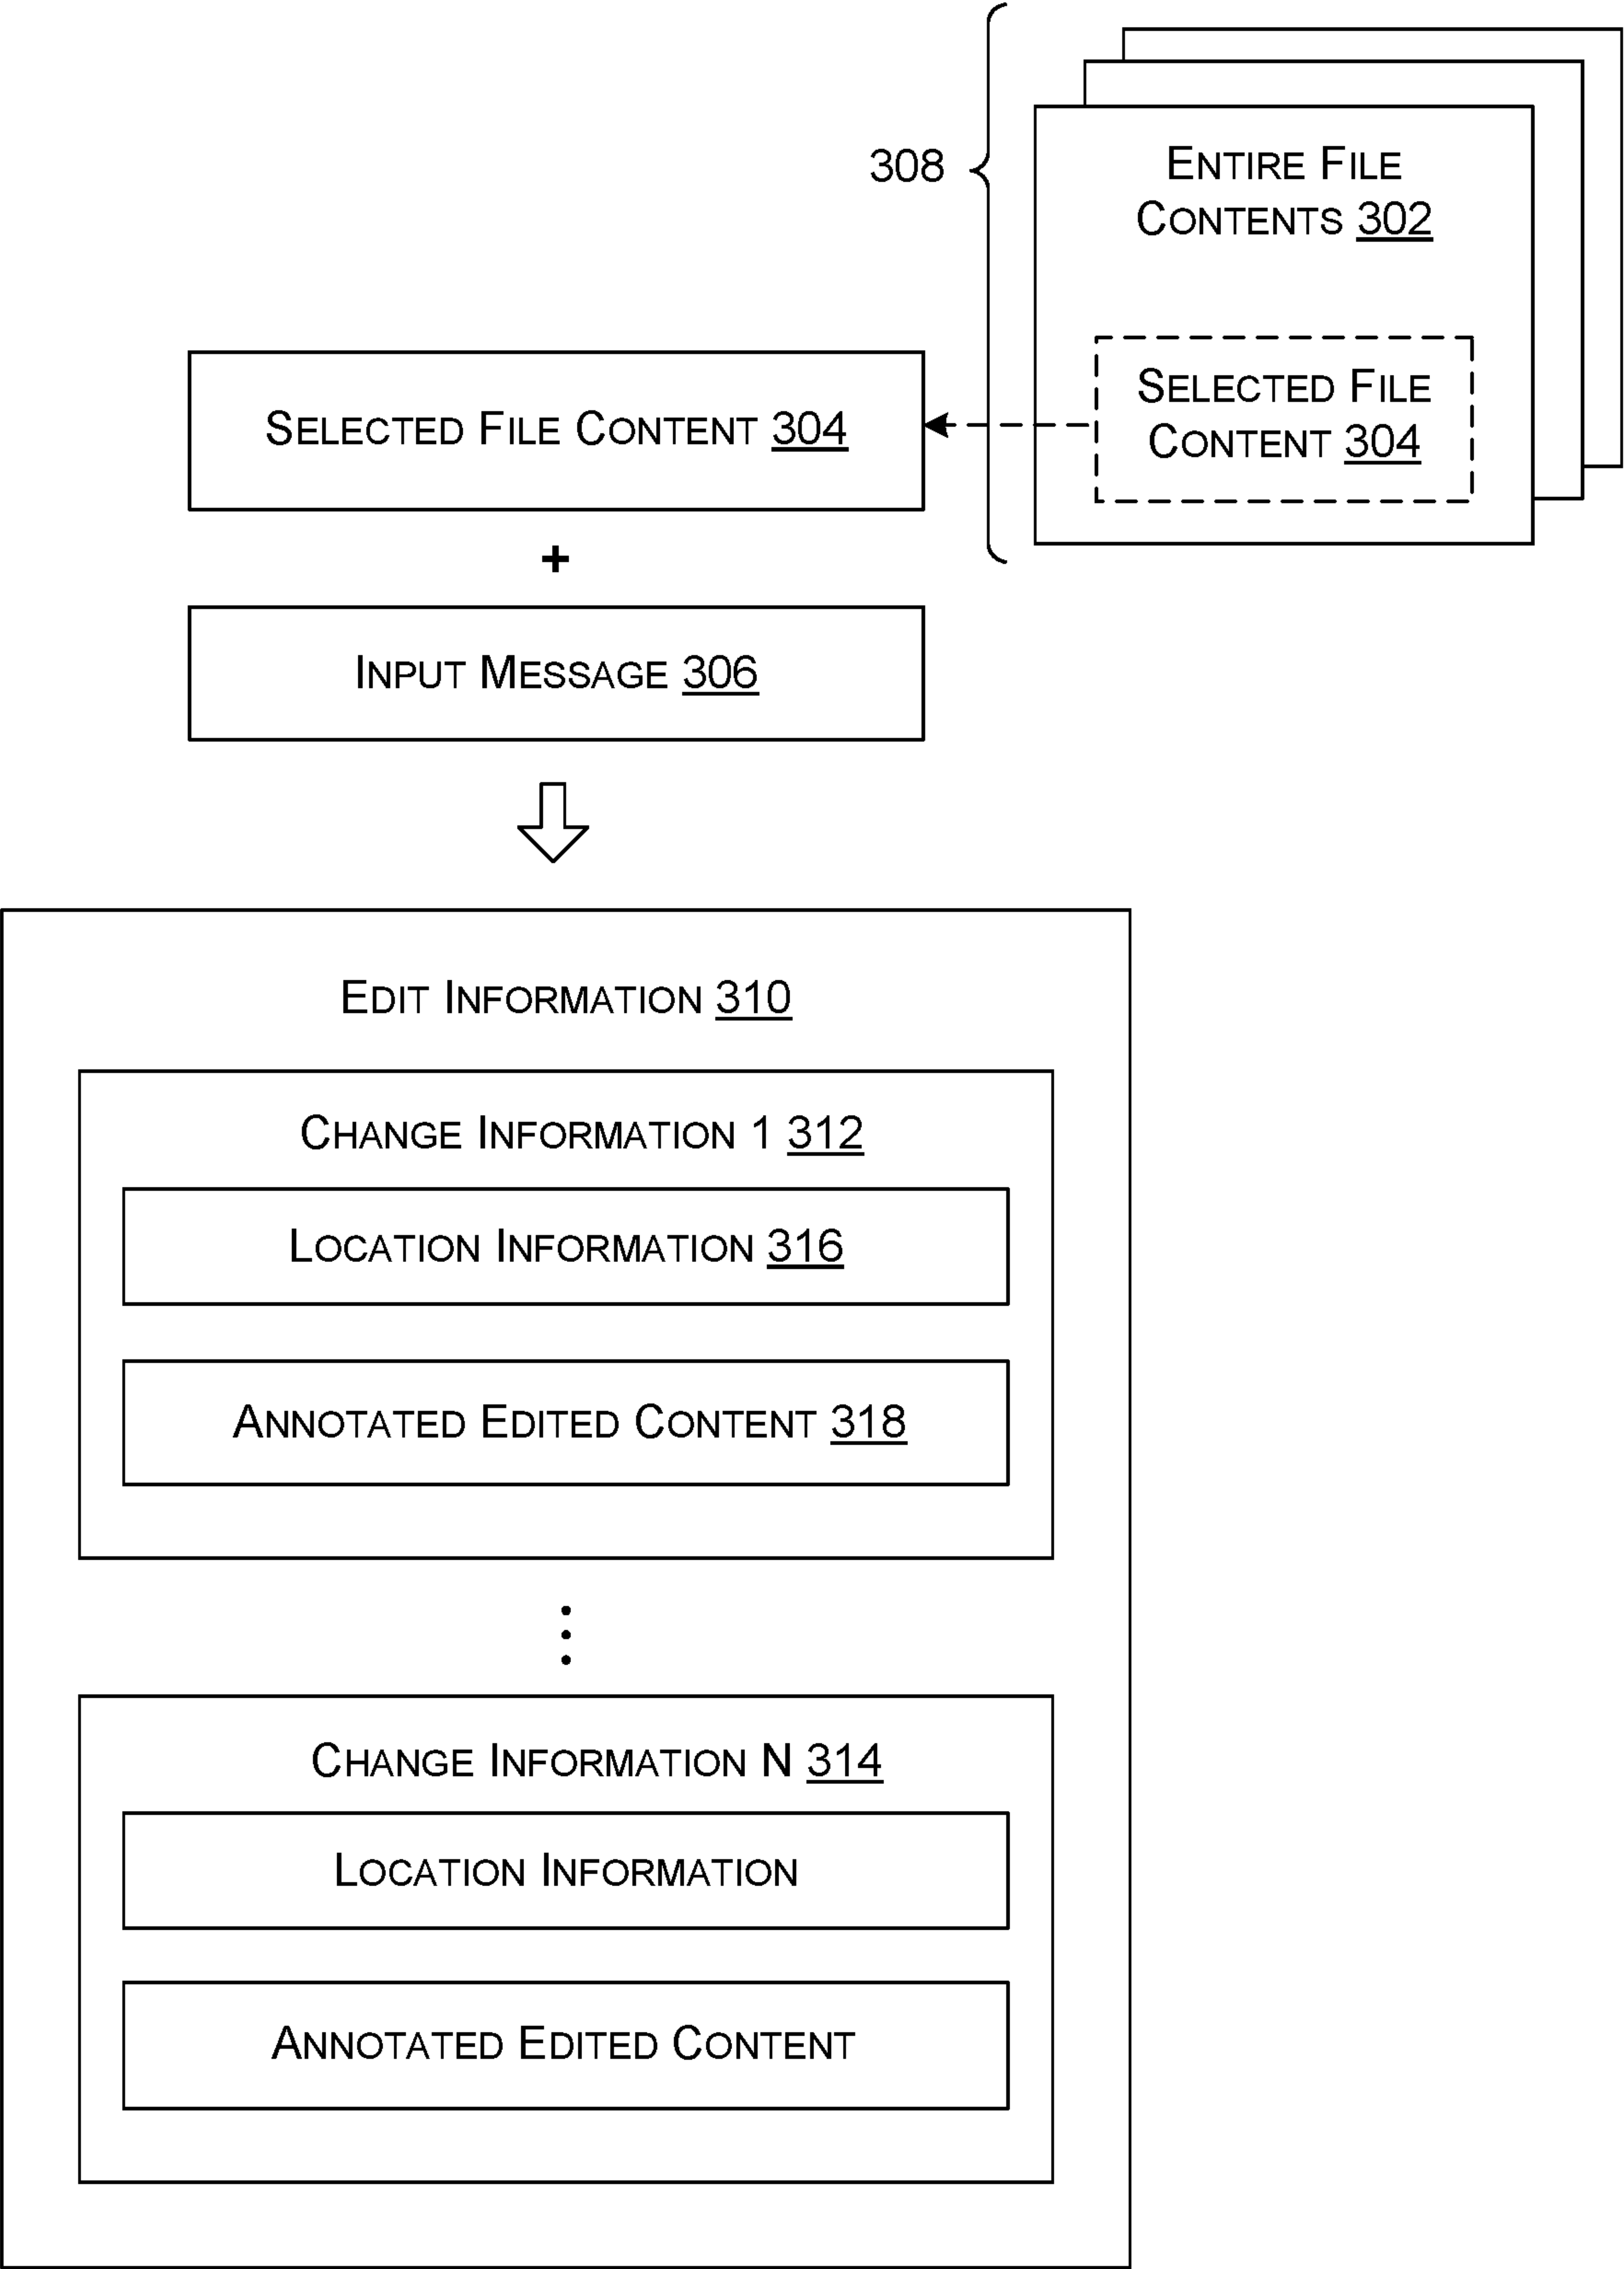 308
ENTIRE FILE
CONTENTS 302
SELECTED FILE
CONTENT 304
SELECTED FILE CONTENT 304
+
INPUT MESSAGE 306
EDIT INFORMATION 310
CHANGE INFORMATION 1 312
LOCATION INFORMATION 316
ANNOTATED EDITED CONTENT 318
CHANGE INFORMATION N 314
LOCATION INFORMATION
ANNOTATED EDITED CONTENT